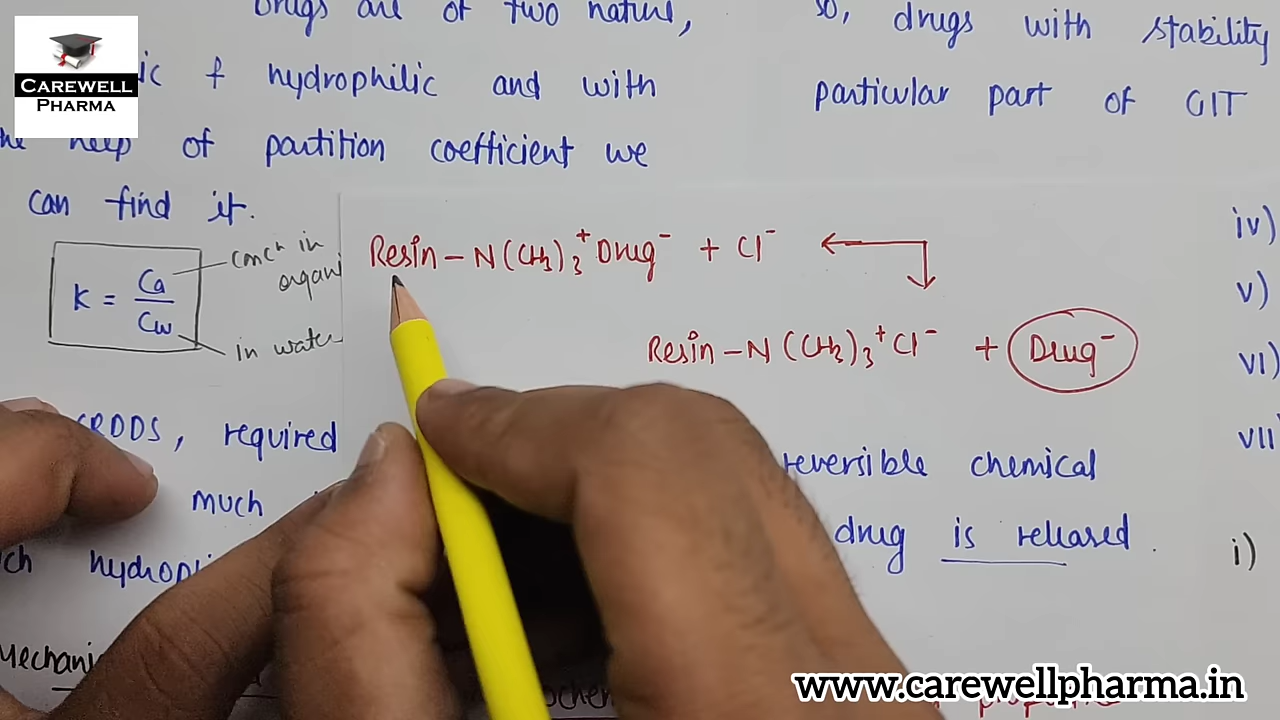 Drugs are of two nature,
ic & hydrophilic and with
help of partition coefficient we
can find it.
K = Ca / Cw
concn in
organi
in water
so, drugs with stability
particular part of GIT
Resin – N(CH3)3+ Drug– + Cl–
Resin – N(CH3)3+ Cl– + Drug–
CRDDS, required
much
hydrop
reversible chemical
drug is released.
Mechani
iv)
v)
vi)
vii
i)
CAREWELL
PHARMA
www.carewellpharma.in